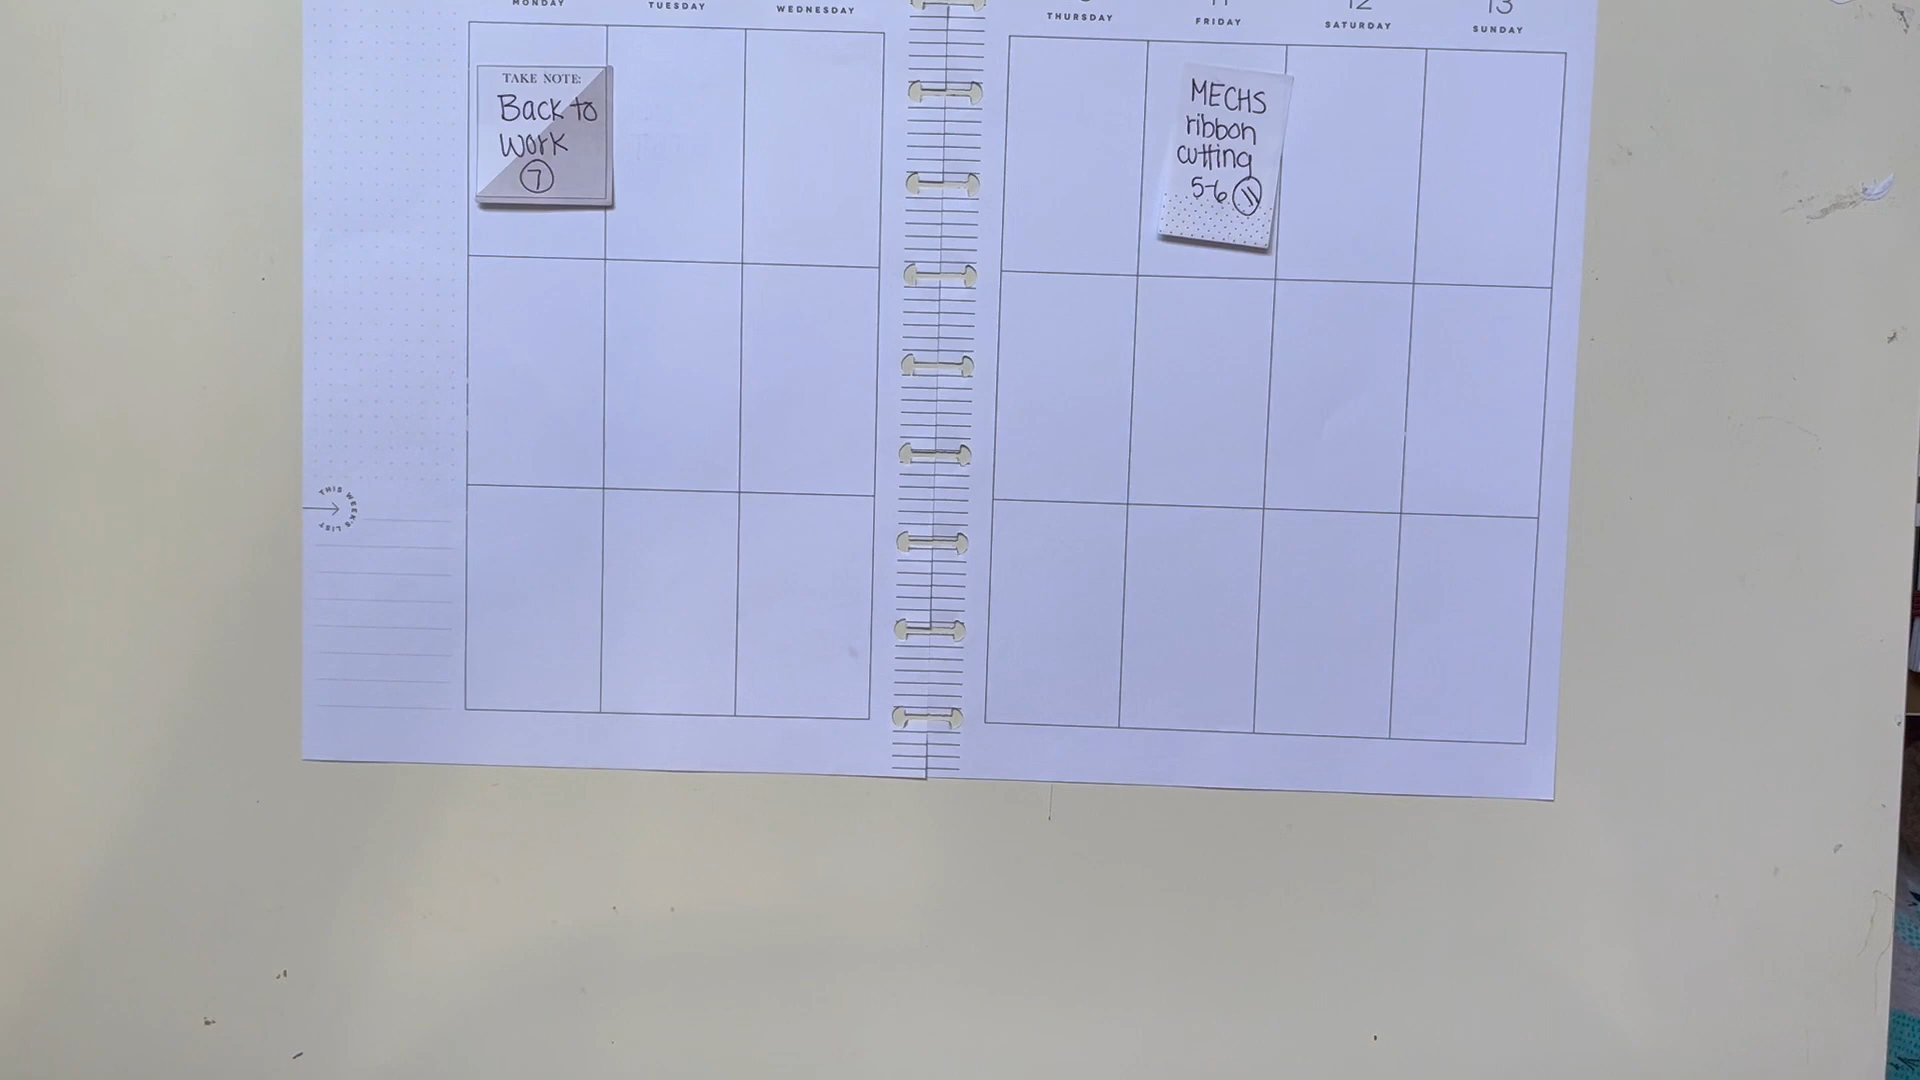 MONDAY
TUESDAY
WEDNESDAY
THURSDAY
11
FRIDAY
12
SATURDAY
13
SUNDAY
TAKE NOTE:
Back to
work
7
MECHS
ribbon
cutting
5-6 11
THIS WEEK'S LIST